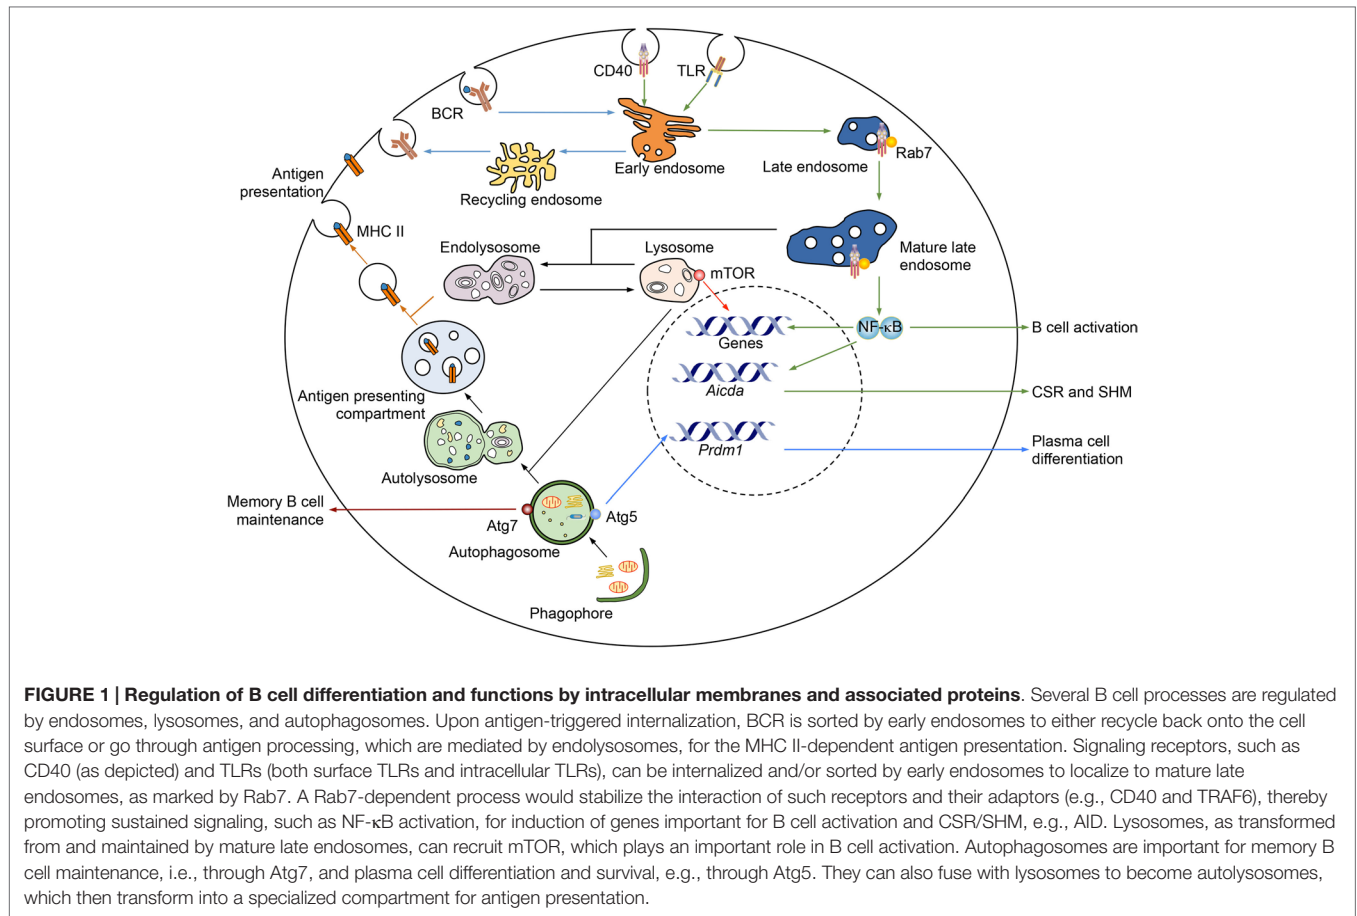 CD40
TLR
BCR
Rab7
Early endosome
Late endosome
Antigen
presentation
Recycling endosome
MHC II
Endolysosome
Lysosome
Mature late
endosome
mTOR
NF-κB
B cell activation
Genes
Aicda
CSR and SHM
Antigen presenting
compartment
Prdm1
Plasma cell
differentiation
Autolysosome
Memory B cell
maintenance
Atg7
Atg5
Autophagosome
Phagophore
FIGURE 1 | Regulation of B cell differentiation and functions by intracellular membranes and associated proteins. Several B cell processes are regulated
by endosomes, lysosomes, and autophagosomes. Upon antigen-triggered internalization, BCR is sorted by early endosomes to either recycle back onto the cell
surface or go through antigen processing, which are mediated by endolysosomes, for the MHC II-dependent antigen presentation. Signaling receptors, such as
CD40 (as depicted) and TLRs (both surface TLRs and intracellular TLRs), can be internalized and/or sorted by early endosomes to localize to mature late
endosomes, as marked by Rab7. A Rab7-dependent process would stabilize the interaction of such receptors and their adaptors (e.g., CD40 and TRAF6), thereby
promoting sustained signaling, such as NF-κB activation, for induction of genes important for B cell activation and CSR/SHM, e.g., AID. Lysosomes, as transformed
from and maintained by mature late endosomes, can recruit mTOR, which plays an important role in B cell activation. Autophagosomes are important for memory B
cell maintenance, i.e., through Atg7, and plasma cell differentiation and survival, e.g., through Atg5. They can also fuse with lysosomes to become autolysosomes,
which then transform into a specialized compartment for antigen presentation.